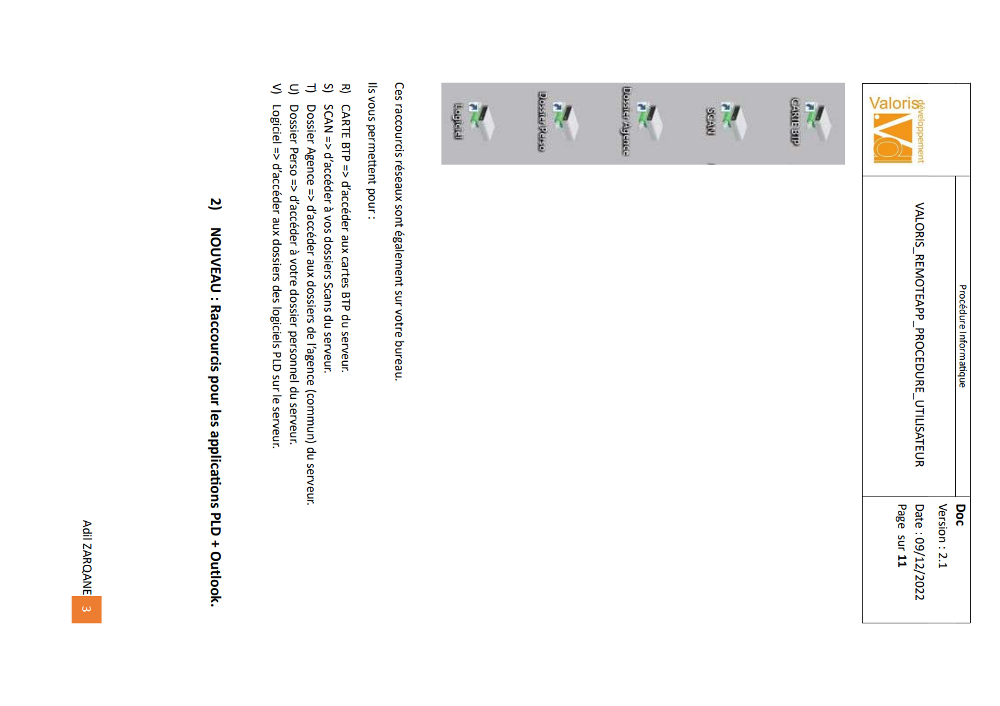 Valoris
développement
Vd
Procédure Informatique
VALORIS_REMOTEAPP_PROCEDURE_UTILISATEUR
Doc
Version : 2.1
Date : 09/12/2022
Page  sur 11
CARTE BTP
SCAN
Dossier Agence
Dossier Perso
Logiciel
Ces raccourcis réseaux sont également sur votre bureau.
Ils vous permettent pour :
R) CARTE BTP => d’accéder aux cartes BTP du serveur.
S) SCAN => d’accéder à vos dossiers Scans du serveur.
T) Dossier Agence => d’accéder aux dossiers de l’agence (commun) du serveur.
U) Dossier Perso => d’accéder à votre dossier personnel du serveur.
V) Logiciel => d’accéder aux dossiers des logiciels PLD sur le serveur.
2) NOUVEAU : Raccourcis pour les applications PLD + Outlook.
Adil ZARQANE
3